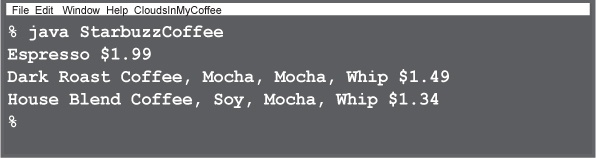 File Edit Window Help CloudsInMyCoffee
% java StarbuzzCoffee
Espresso $1.99
Dark Roast Coffee, Mocha, Mocha, Whip $1.49
House Blend Coffee, Soy, Mocha, Whip $1.34
%